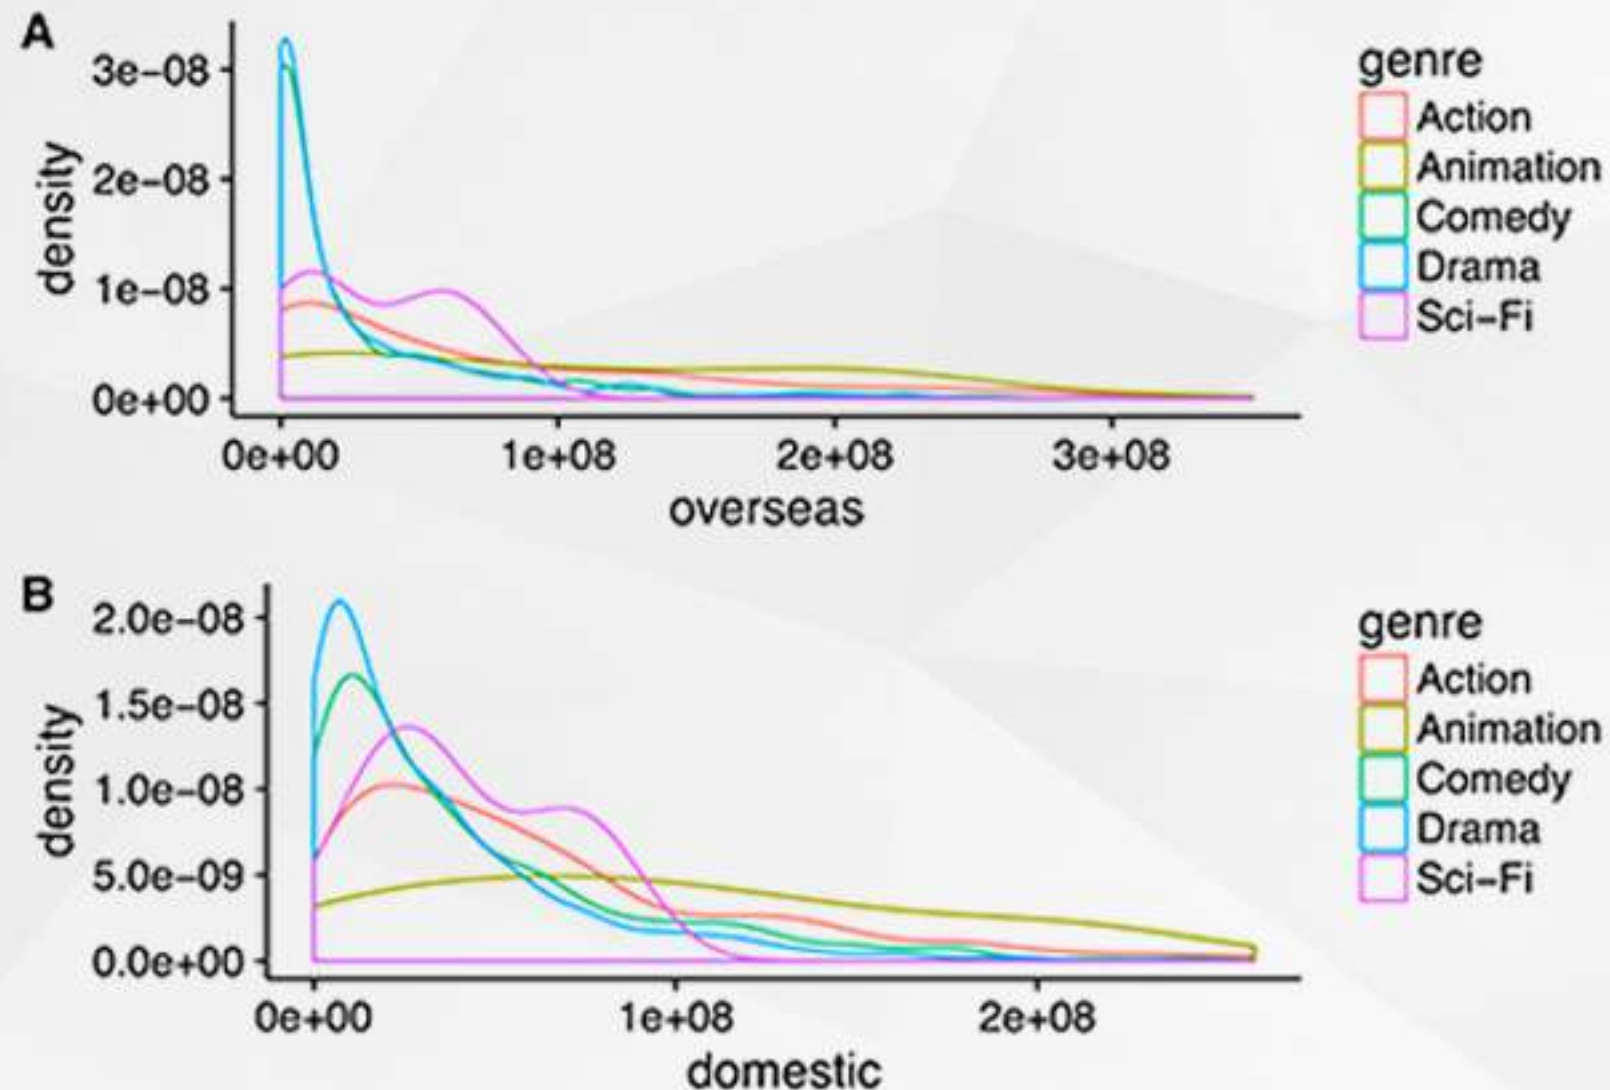 A
genre
3e−08
Action
Animation
2e−08
Comedy
density
Drama
1e−08
Sci−Fi
0e+00
0e+00 1e+08 2e+08 3e+08
overseas
B
genre
2.0e−08
Action
1.5e−08
Animation
density
Comedy
1.0e−08
Drama
5.0e−09
Sci−Fi
0.0e+00
0e+00 1e+08 2e+08
domestic